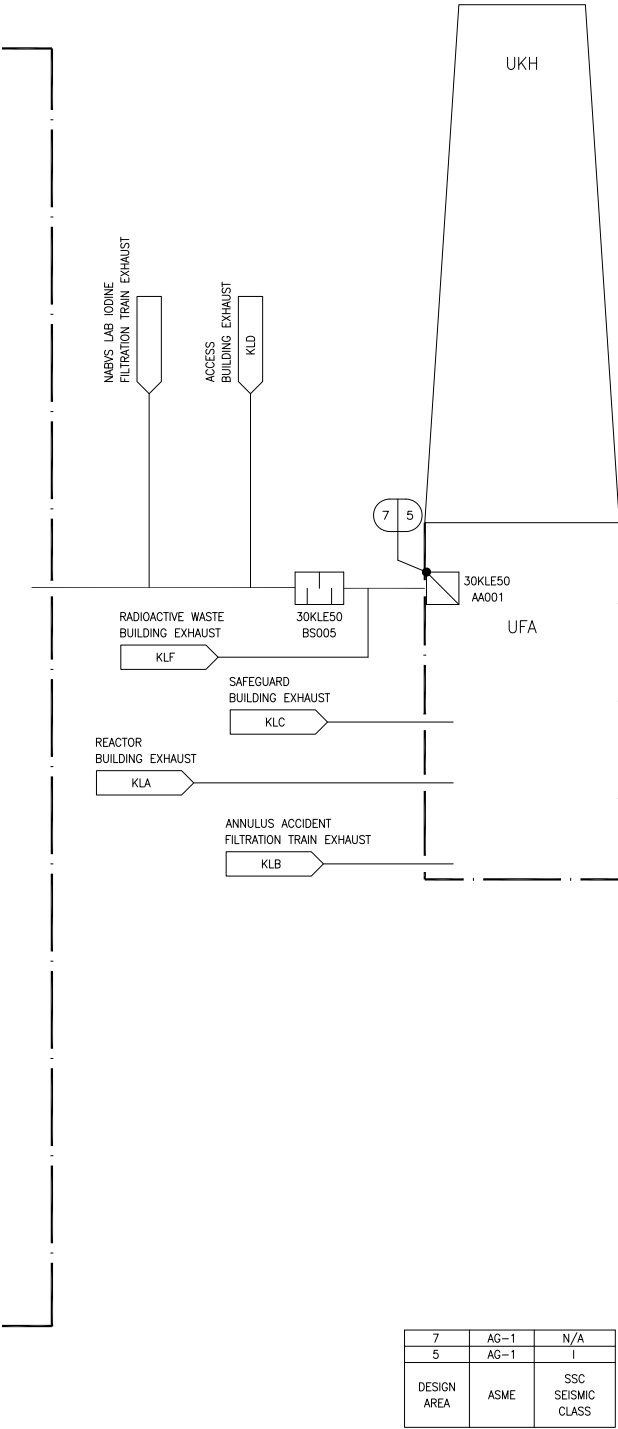 UKH
NABVS LAB IODINE
FILTRATION TRAIN EXHAUST
ACCESS
BUILDING EXHAUST
KLD
7 5
30KLE50
AA001
30KLE50
BS005
UFA
RADIOACTIVE WASTE
BUILDING EXHAUST
KLF
SAFEGUARD
BUILDING EXHAUST
KLC
REACTOR
BUILDING EXHAUST
KLA
ANNULUS ACCIDENT
FILTRATION TRAIN EXHAUST
KLB
7 AG-1 N/A
5 AG-1 I
DESIGN
AREA
ASME
SSC
SEISMIC
CLASS